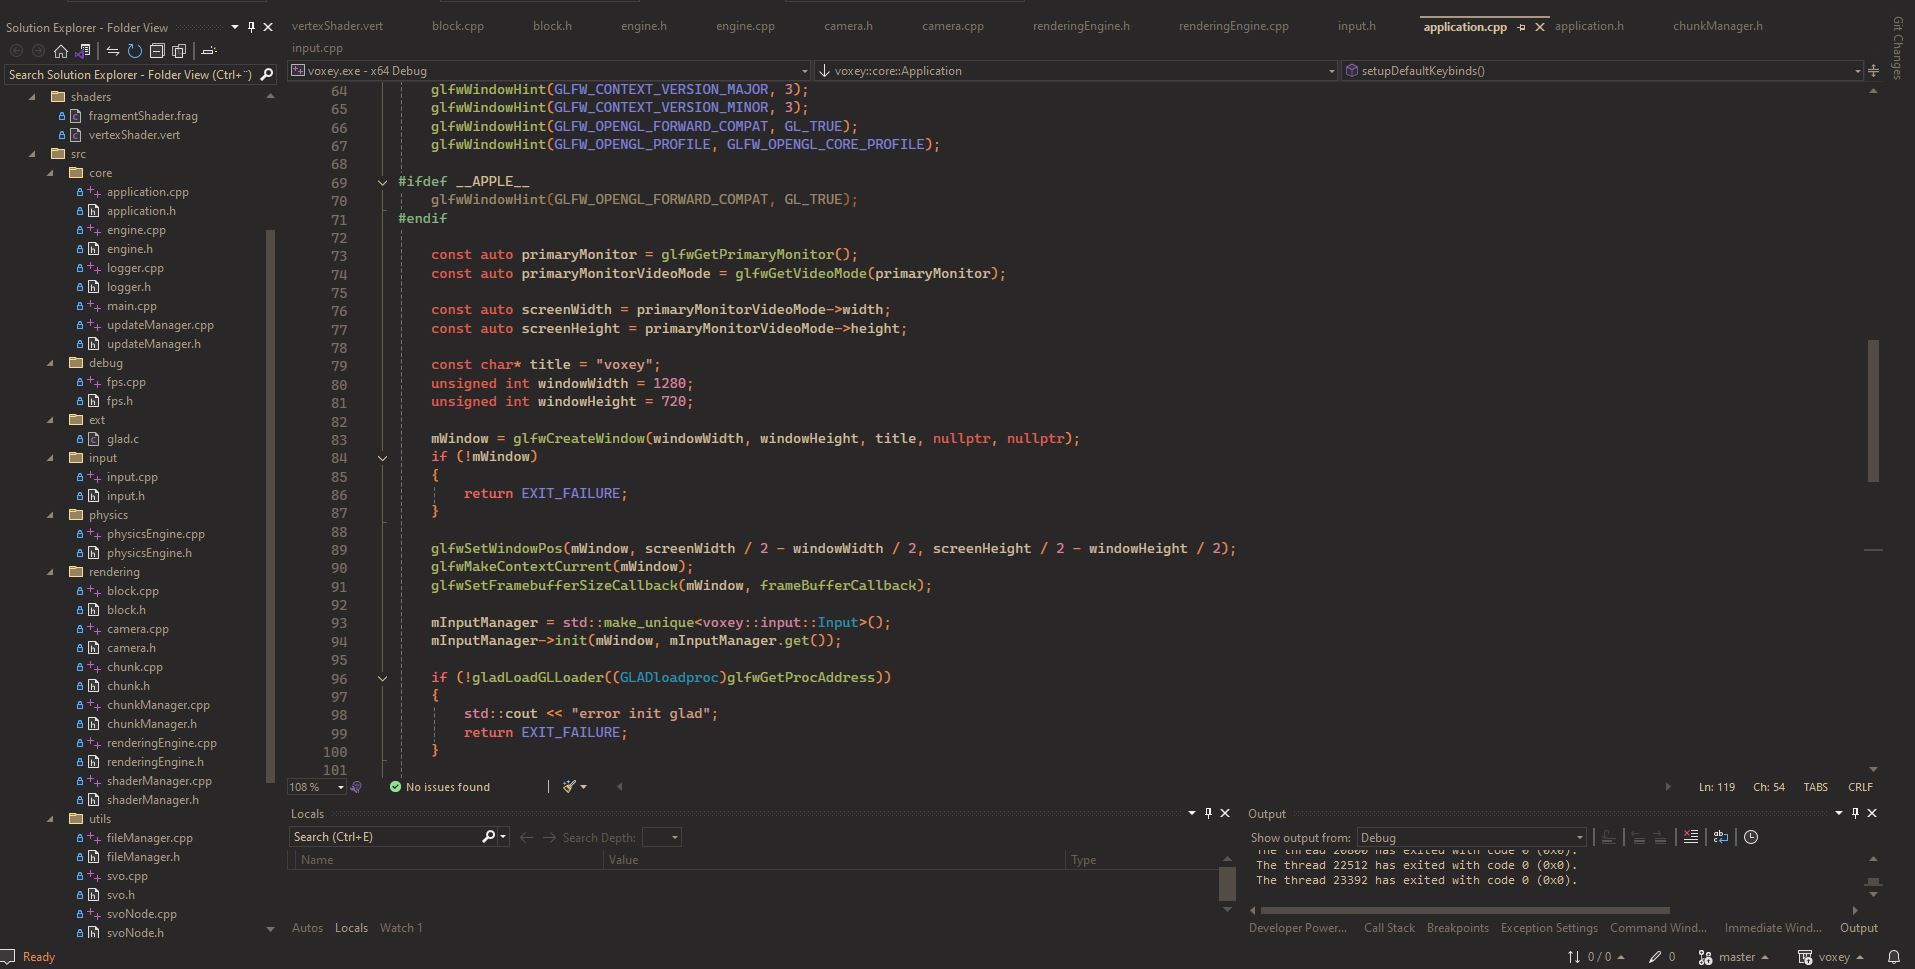 Solution Explorer - Folder View
Search Solution Explorer - Folder View (Ctrl+¨)
shaders
fragmentShader.frag
vertexShader.vert
src
core
application.cpp
application.h
engine.cpp
engine.h
logger.cpp
logger.h
main.cpp
updateManager.cpp
updateManager.h
debug
fps.cpp
fps.h
ext
glad.c
input
input.cpp
input.h
physics
physicsEngine.cpp
physicsEngine.h
rendering
block.cpp
block.h
camera.cpp
camera.h
chunk.cpp
chunk.h
chunkManager.cpp
chunkManager.h
renderingEngine.cpp
renderingEngine.h
shaderManager.cpp
shaderManager.h
utils
fileManager.cpp
fileManager.h
svo.cpp
svo.h
svoNode.cpp
svoNode.h
vertexShader.vert block.cpp block.h engine.h engine.cpp camera.h camera.cpp renderingEngine.h renderingEngine.cpp input.h application.cpp application.h chunkManager.h
input.cpp
Git Changes
voxey.exe - x64 Debug voxey::core::Application setupDefaultKeybinds()
64 glfwWindowHint(GLFW_CONTEXT_VERSION_MAJOR, 3);
65 glfwWindowHint(GLFW_CONTEXT_VERSION_MINOR, 3);
66 glfwWindowHint(GLFW_OPENGL_FORWARD_COMPAT, GL_TRUE);
67 glfwWindowHint(GLFW_OPENGL_PROFILE, GLFW_OPENGL_CORE_PROFILE);
68
69 #ifdef __APPLE__
70 glfwWindowHint(GLFW_OPENGL_FORWARD_COMPAT, GL_TRUE);
71 #endif
72
73 const auto primaryMonitor = glfwGetPrimaryMonitor();
74 const auto primaryMonitorVideoMode = glfwGetVideoMode(primaryMonitor);
75
76 const auto screenWidth = primaryMonitorVideoMode->width;
77 const auto screenHeight = primaryMonitorVideoMode->height;
78
79 const char* title = "voxey";
80 unsigned int windowWidth = 1280;
81 unsigned int windowHeight = 720;
82
83 mWindow = glfwCreateWindow(windowWidth, windowHeight, title, nullptr, nullptr);
84 if (!mWindow)
85 {
86 return EXIT_FAILURE;
87 }
88
89 glfwSetWindowPos(mWindow, screenWidth / 2 - windowWidth / 2, screenHeight / 2 - windowHeight / 2);
90 glfwMakeContextCurrent(mWindow);
91 glfwSetFramebufferSizeCallback(mWindow, frameBufferCallback);
92
93 mInputManager = std::make_unique<voxey::input::Input>();
94 mInputManager->init(mWindow, mInputManager.get());
95
96 if (!gladLoadGLLoader((GLADloadproc)glfwGetProcAddress))
97 {
98 std::cout << "error init glad";
99 return EXIT_FAILURE;
100 }
101
108 % No issues found Ln: 119 Ch: 54 TABS CRLF
Locals
Search (Ctrl+E) Search Depth:
Name Value Type
Autos Locals Watch 1
Output
Show output from: Debug
The thread 20800 has exited with code 0 (0x0).
The thread 22512 has exited with code 0 (0x0).
The thread 23392 has exited with code 0 (0x0).
Developer Power... Call Stack Breakpoints Exception Settings Command Wind... Immediate Wind... Output
Ready 0 / 0 0 master voxey